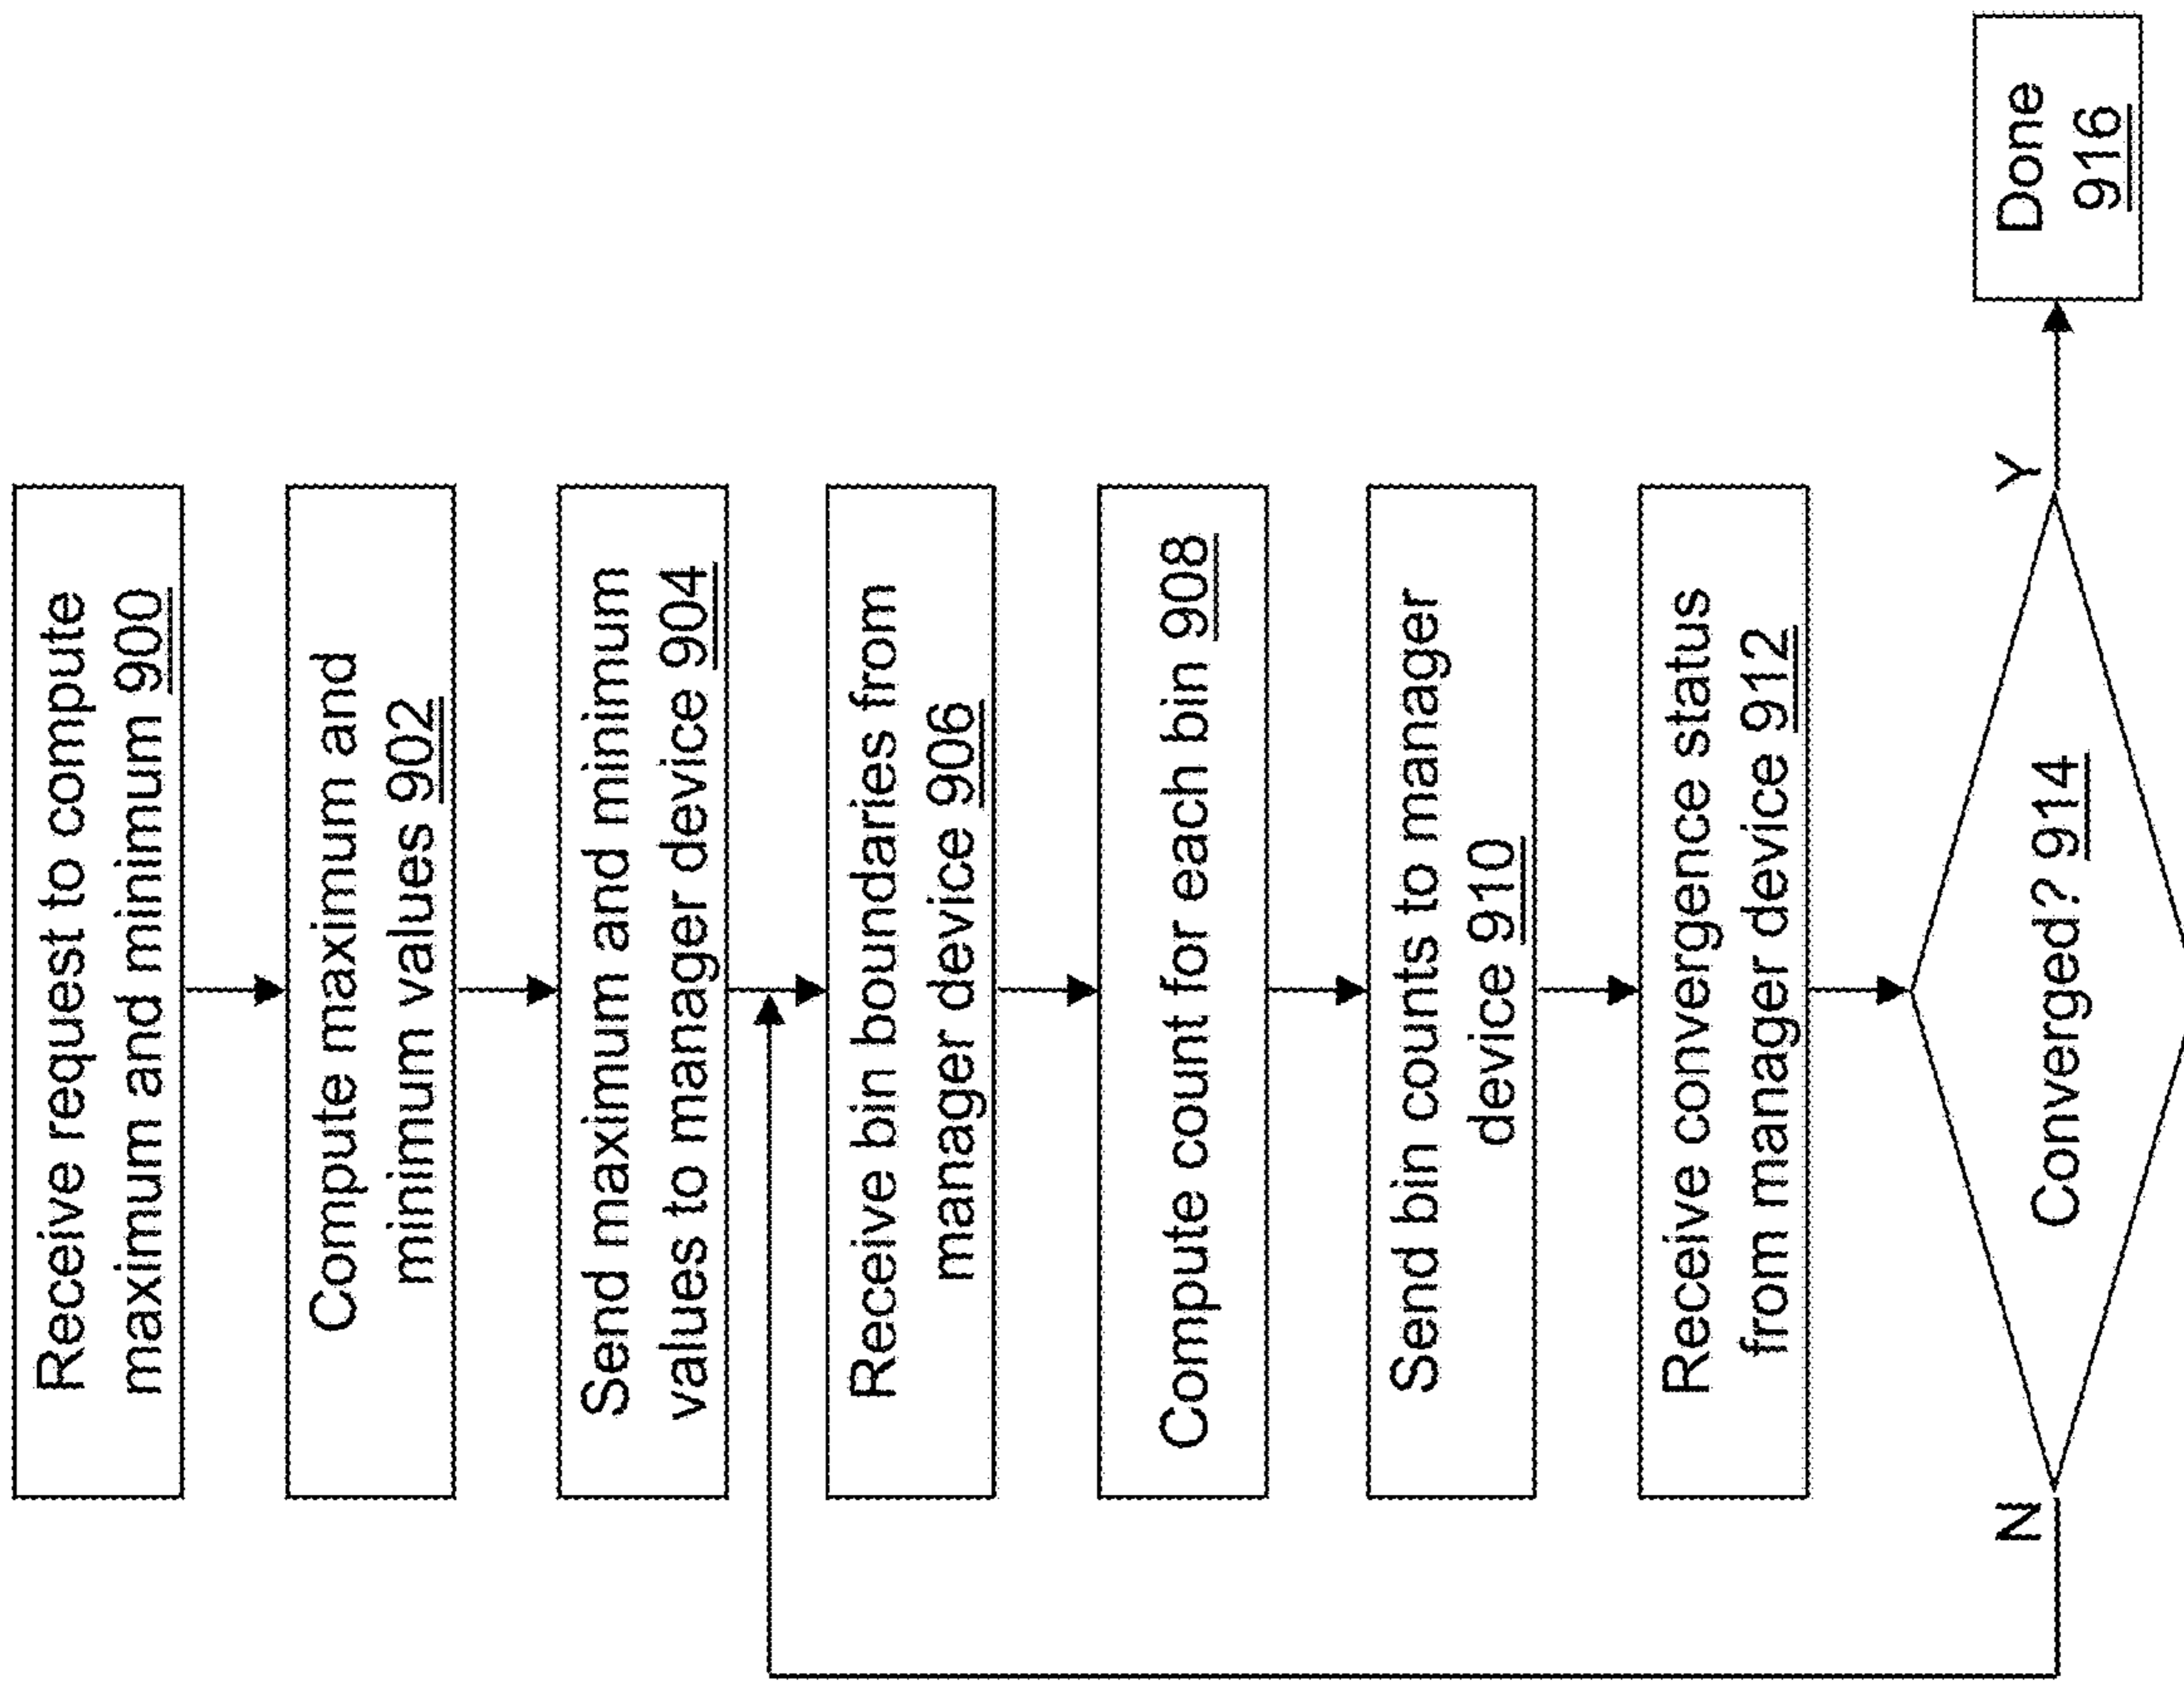 Receive request to compute
maximum and minimum 900
Compute maximum and
minimum values 902
Send maximum and minimum
values to manager device 904
Receive bin boundaries from
manager device 906
Compute count for each bin 908
Send bin counts to manager
device 910
Receive convergence status
from manager device 912
Converged? 914
N
Y
Done
916